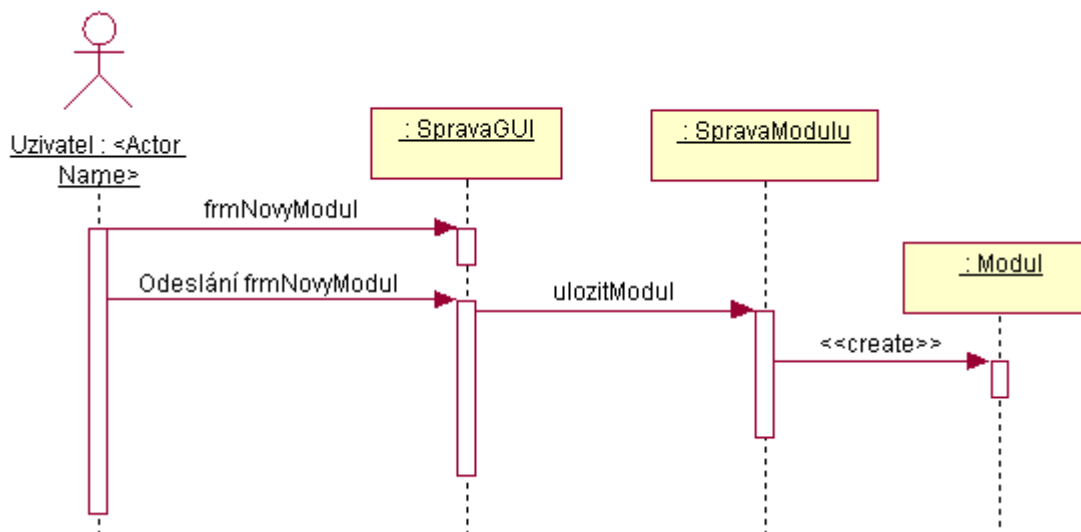 Uzivatel : <Actor
Name>
: SpravaGUI
: SpravaModulu
: Modul
frmNovyModul
Odeslání frmNovyModul
ulozitModul
<<create>>